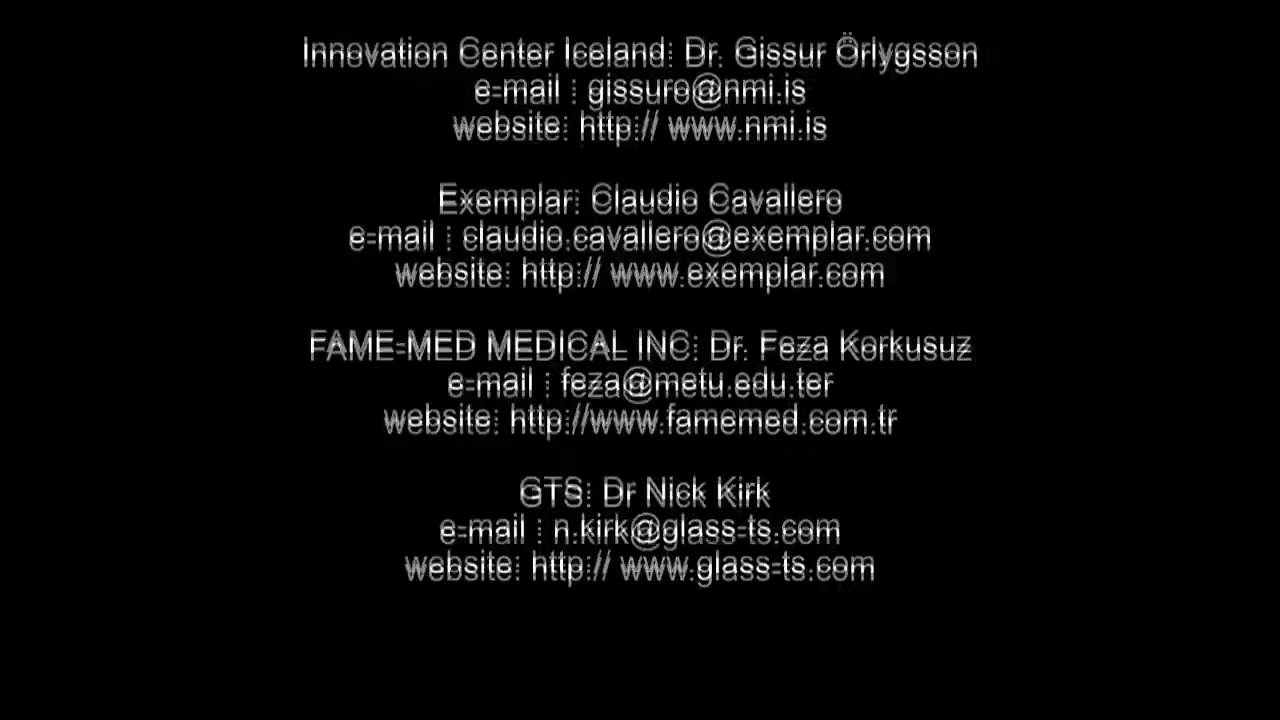 Innovation Center Iceland: Dr. Gissur Örlygsson
e-mail : gissuro@nmi.is
website: http:// www.nmi.is
Exemplar: Claudio Cavallero
e-mail : claudio.cavallero@exemplar.com
website: http:// www.exemplar.com
FAME-MED MEDICAL INC: Dr. Feza Korkusuz
e-mail : feza@metu.edu.ter
website: http://www.famemed.com.tr
GTS: Dr Nick Kirk
e-mail : n.kirk@glass-ts.com
website: http:// www.glass-ts.com